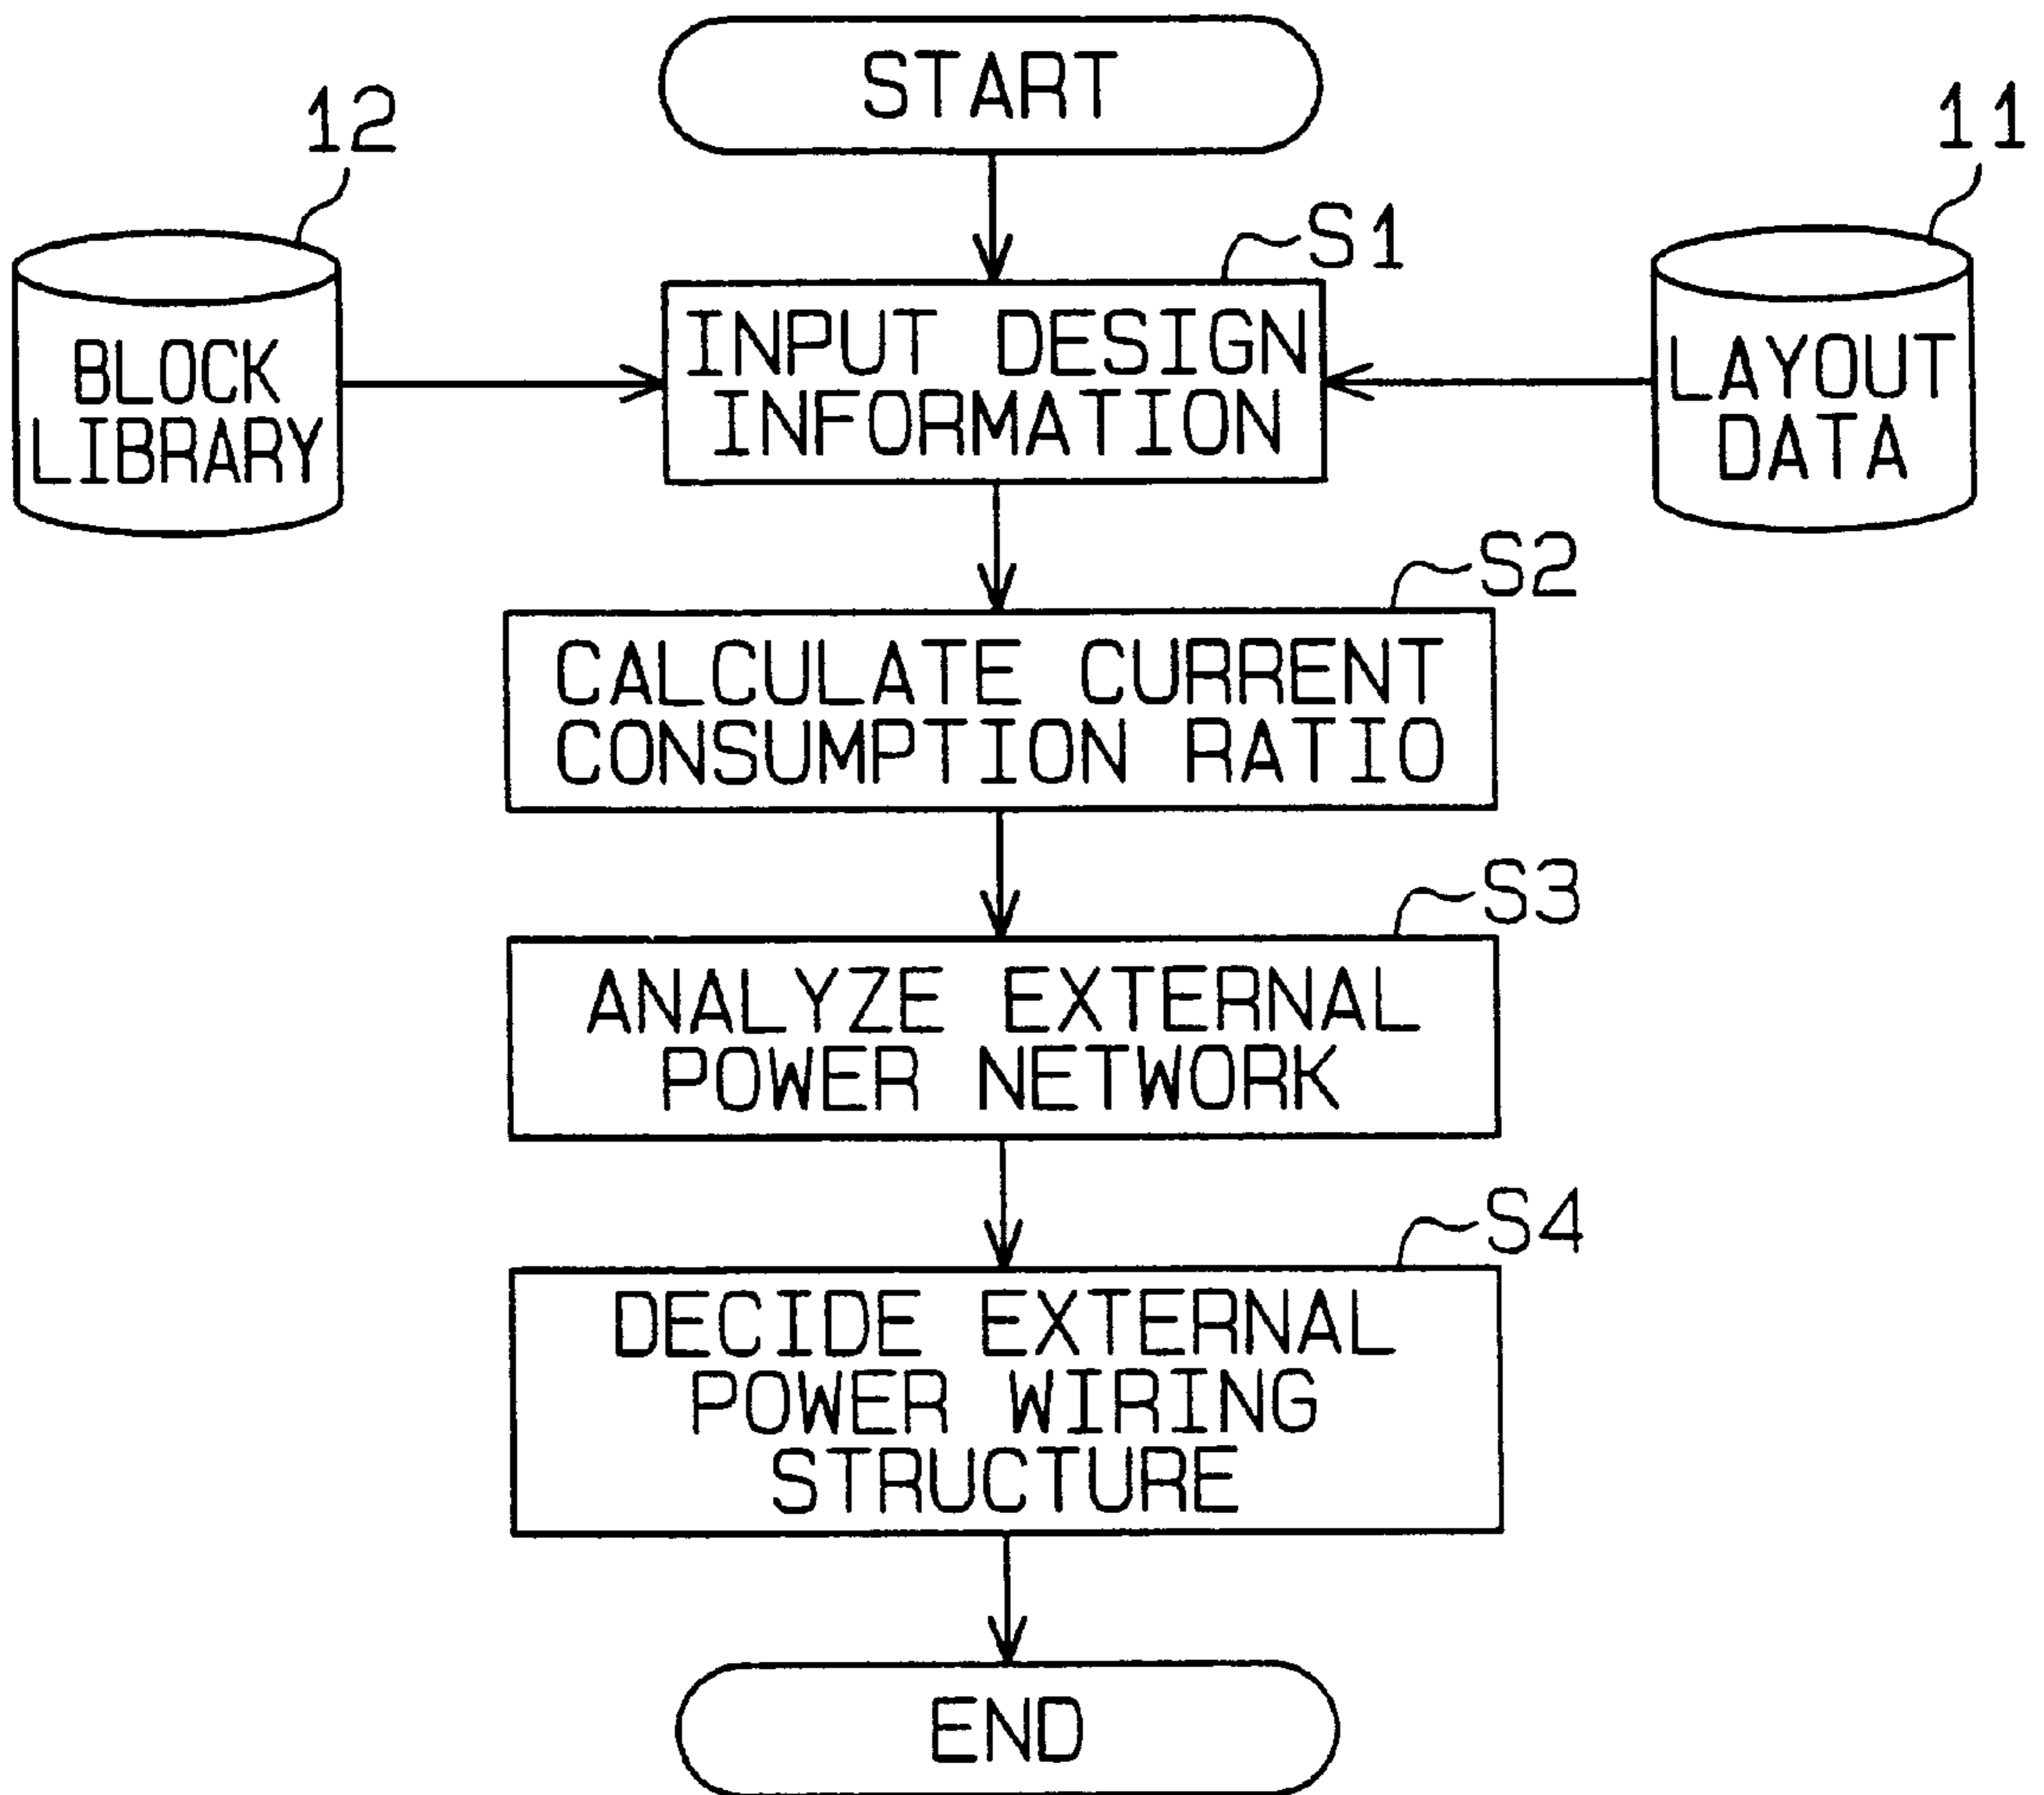 START
12
11
S1
INPUT DESIGN
INFORMATION
BLOCK
LIBRARY
LAYOUT
DATA
S2
CALCULATE CURRENT
CONSUMPTION RATIO
S3
ANALYZE EXTERNAL
POWER NETWORK
S4
DECIDE EXTERNAL
POWER WIRING
STRUCTURE
END